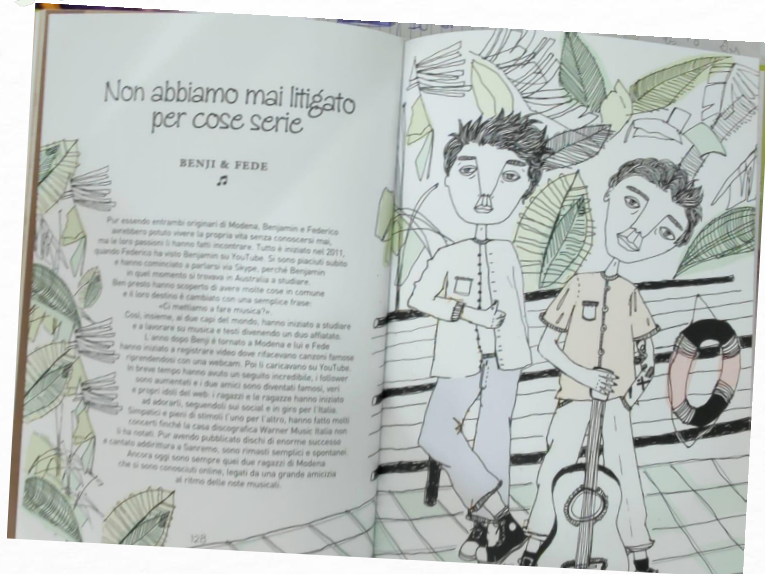 Non abbiamo mai litigato
per cose serie
BENJI & FEDE
Pur essendo entrambi originari di Modena, Benjamin e Federico
avrebbero potuto vivere la propria vita senza conoscersi mai,
ma le loro passioni li hanno fatti incontrare. Tutto è iniziato nel 2011,
quando Federico ha visto Benjamin su YouTube. Si sono piaciuti subito
e hanno cominciato a parlarsi via Skype, perché Benjamin
in quel momento si trovava in Australia a studiare.
Ben presto hanno scoperto di avere molte cose in comune
e il loro destino è cambiato con una semplice frase:
«Ci mettiamo a fare musica?».
Così, insieme, ai due capi del mondo, hanno iniziato a studiare
e a lavorare su musica e testi divenendo un duo affiatato.
L'anno dopo Benji è tornato a Modena e lui e Fede
hanno iniziato a registrare video dove rifacevano canzoni famose
riprendendosi con una webcam. Poi li caricavano su YouTube.
In breve tempo hanno avuto un seguito incredibile, i follower
sono aumentati e i due amici sono diventati famosi, veri
e propri idoli del web: i ragazzi e le ragazze hanno iniziato
ad adorarli, seguendoli sui social e in giro per l'Italia.
Simpatici e pieni di stimoli l'uno per l'altro, hanno fatto molti
concerti finché la casa discografica Warner Music Italia non
li ha notati. Pur avendo pubblicato dischi di enorme successo
e cantato addirittura a Sanremo, sono rimasti semplici e spontanei.
Ancora oggi sono sempre quei due ragazzi di Modena
che si sono conosciuti online, legati da una grande amicizia
al ritmo delle note musicali.
128